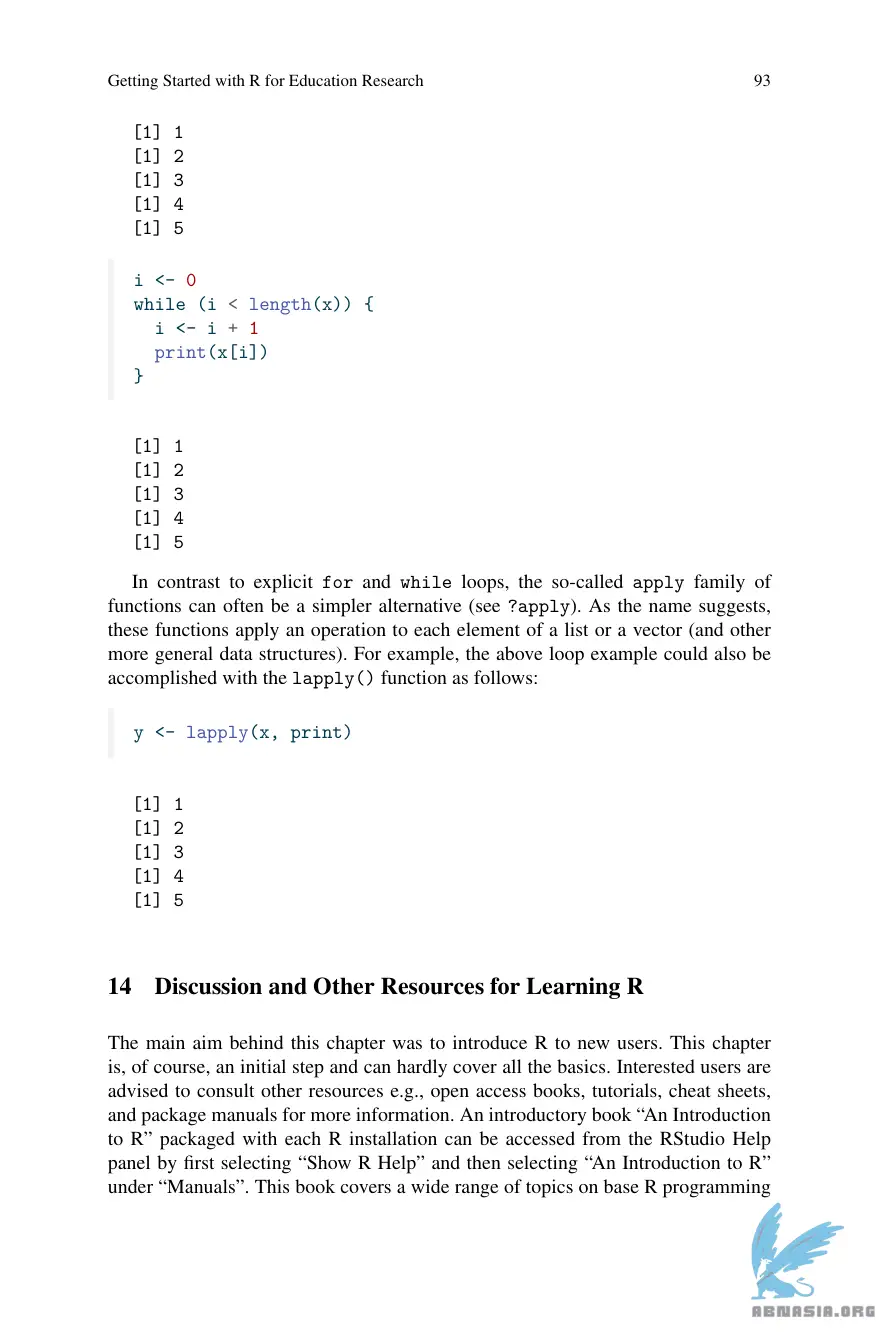 Getting Started with R for Education Research 93
[1] 1
[1] 2
[1] 3
[1] 4
[1] 5
i <- 0
while (i < length(x)) {
  i <- i + 1
  print(x[i])
}
[1] 1
[1] 2
[1] 3
[1] 4
[1] 5
In contrast to explicit for and while loops, the so-called apply family of
functions can often be a simpler alternative (see ?apply). As the name suggests,
these functions apply an operation to each element of a list or a vector (and other
more general data structures). For example, the above loop example could also be
accomplished with the lapply() function as follows:
y <- lapply(x, print)
[1] 1
[1] 2
[1] 3
[1] 4
[1] 5
14 Discussion and Other Resources for Learning R
The main aim behind this chapter was to introduce R to new users. This chapter
is, of course, an initial step and can hardly cover all the basics. Interested users are
advised to consult other resources e.g., open access books, tutorials, cheat sheets,
and package manuals for more information. An introductory book “An Introduction
to R” packaged with each R installation can be accessed from the RStudio Help
panel by first selecting “Show R Help” and then selecting “An Introduction to R”
under “Manuals”. This book covers a wide range of topics on base R programming
ABNASIA.ORG